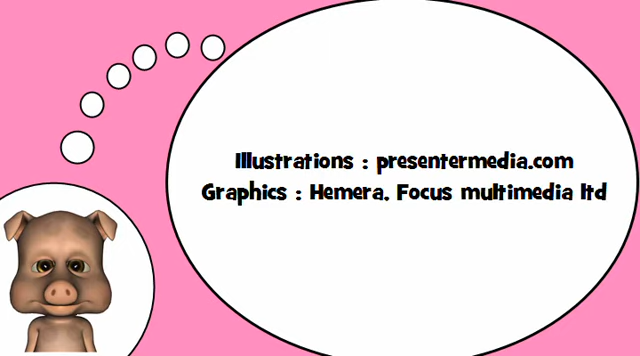 Illustrations : presentermedia.com
Graphics : Hemera. Focus multimedia ltd